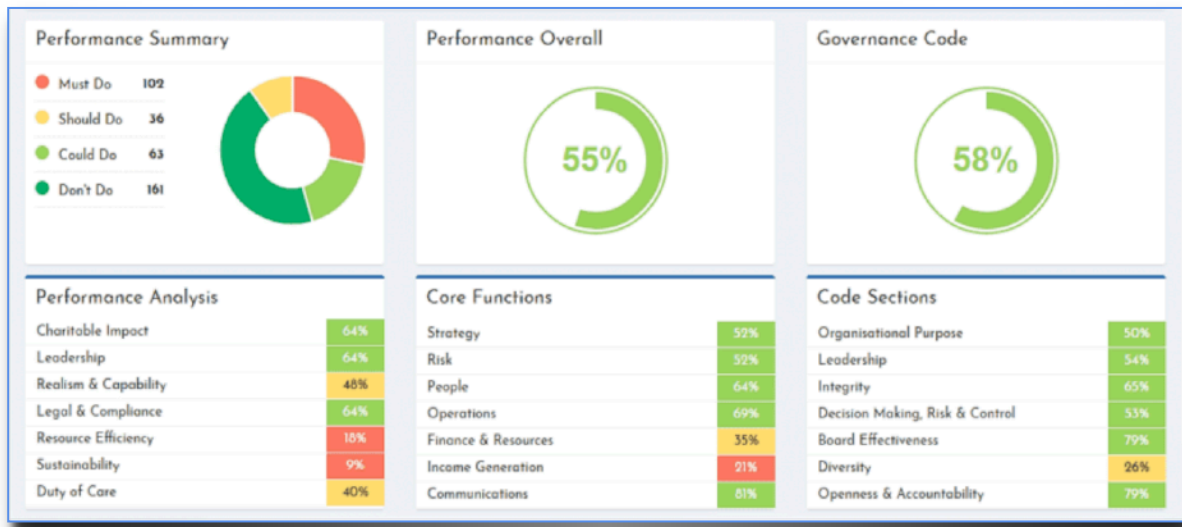 Performance Summary
Must Do 102
Should Do 36
Could Do 63
Don't Do 161
Performance Overall
55%
Governance Code
58%
Performance Analysis
Charitable Impact 64%
Leadership 64%
Realism & Capability 48%
Legal & Compliance 64%
Resource Efficiency 18%
Sustainability 9%
Duty of Care 40%
Core Functions
Strategy 52%
Risk 52%
People 64%
Operations 69%
Finance & Resources 35%
Income Generation 21%
Communications 81%
Code Sections
Organisational Purpose 50%
Leadership 54%
Integrity 65%
Decision Making, Risk & Control 53%
Board Effectiveness 79%
Diversity 26%
Openness & Accountability 79%